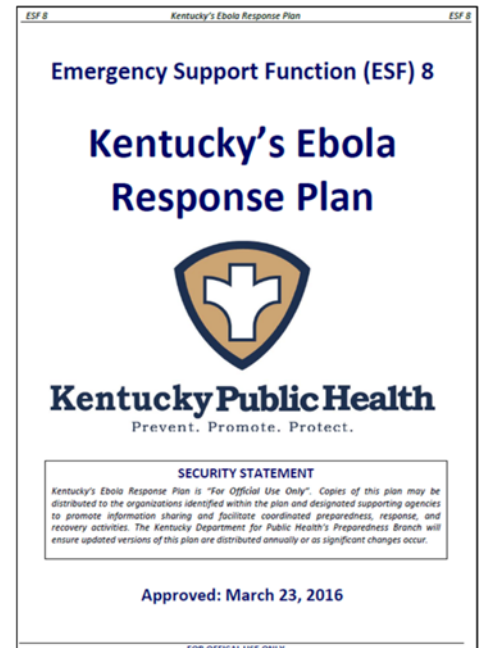 ESF 8 Kentucky's Ebola Response Plan ESF 8
Emergency Support Function (ESF) 8
Kentucky's Ebola
Response Plan
Kentucky Public Health
Prevent. Promote. Protect.
SECURITY STATEMENT
Kentucky's Ebola Response Plan is "For Official Use Only". Copies of this plan may be
distributed to the organizations identified within the plan and designated supporting agencies
to promote information sharing and facilitate coordinated preparedness, response, and
recovery activities. The Kentucky Department for Public Health's Preparedness Branch will
ensure updated versions of this plan are distributed annually or as significant changes occur.
Approved: March 23, 2016